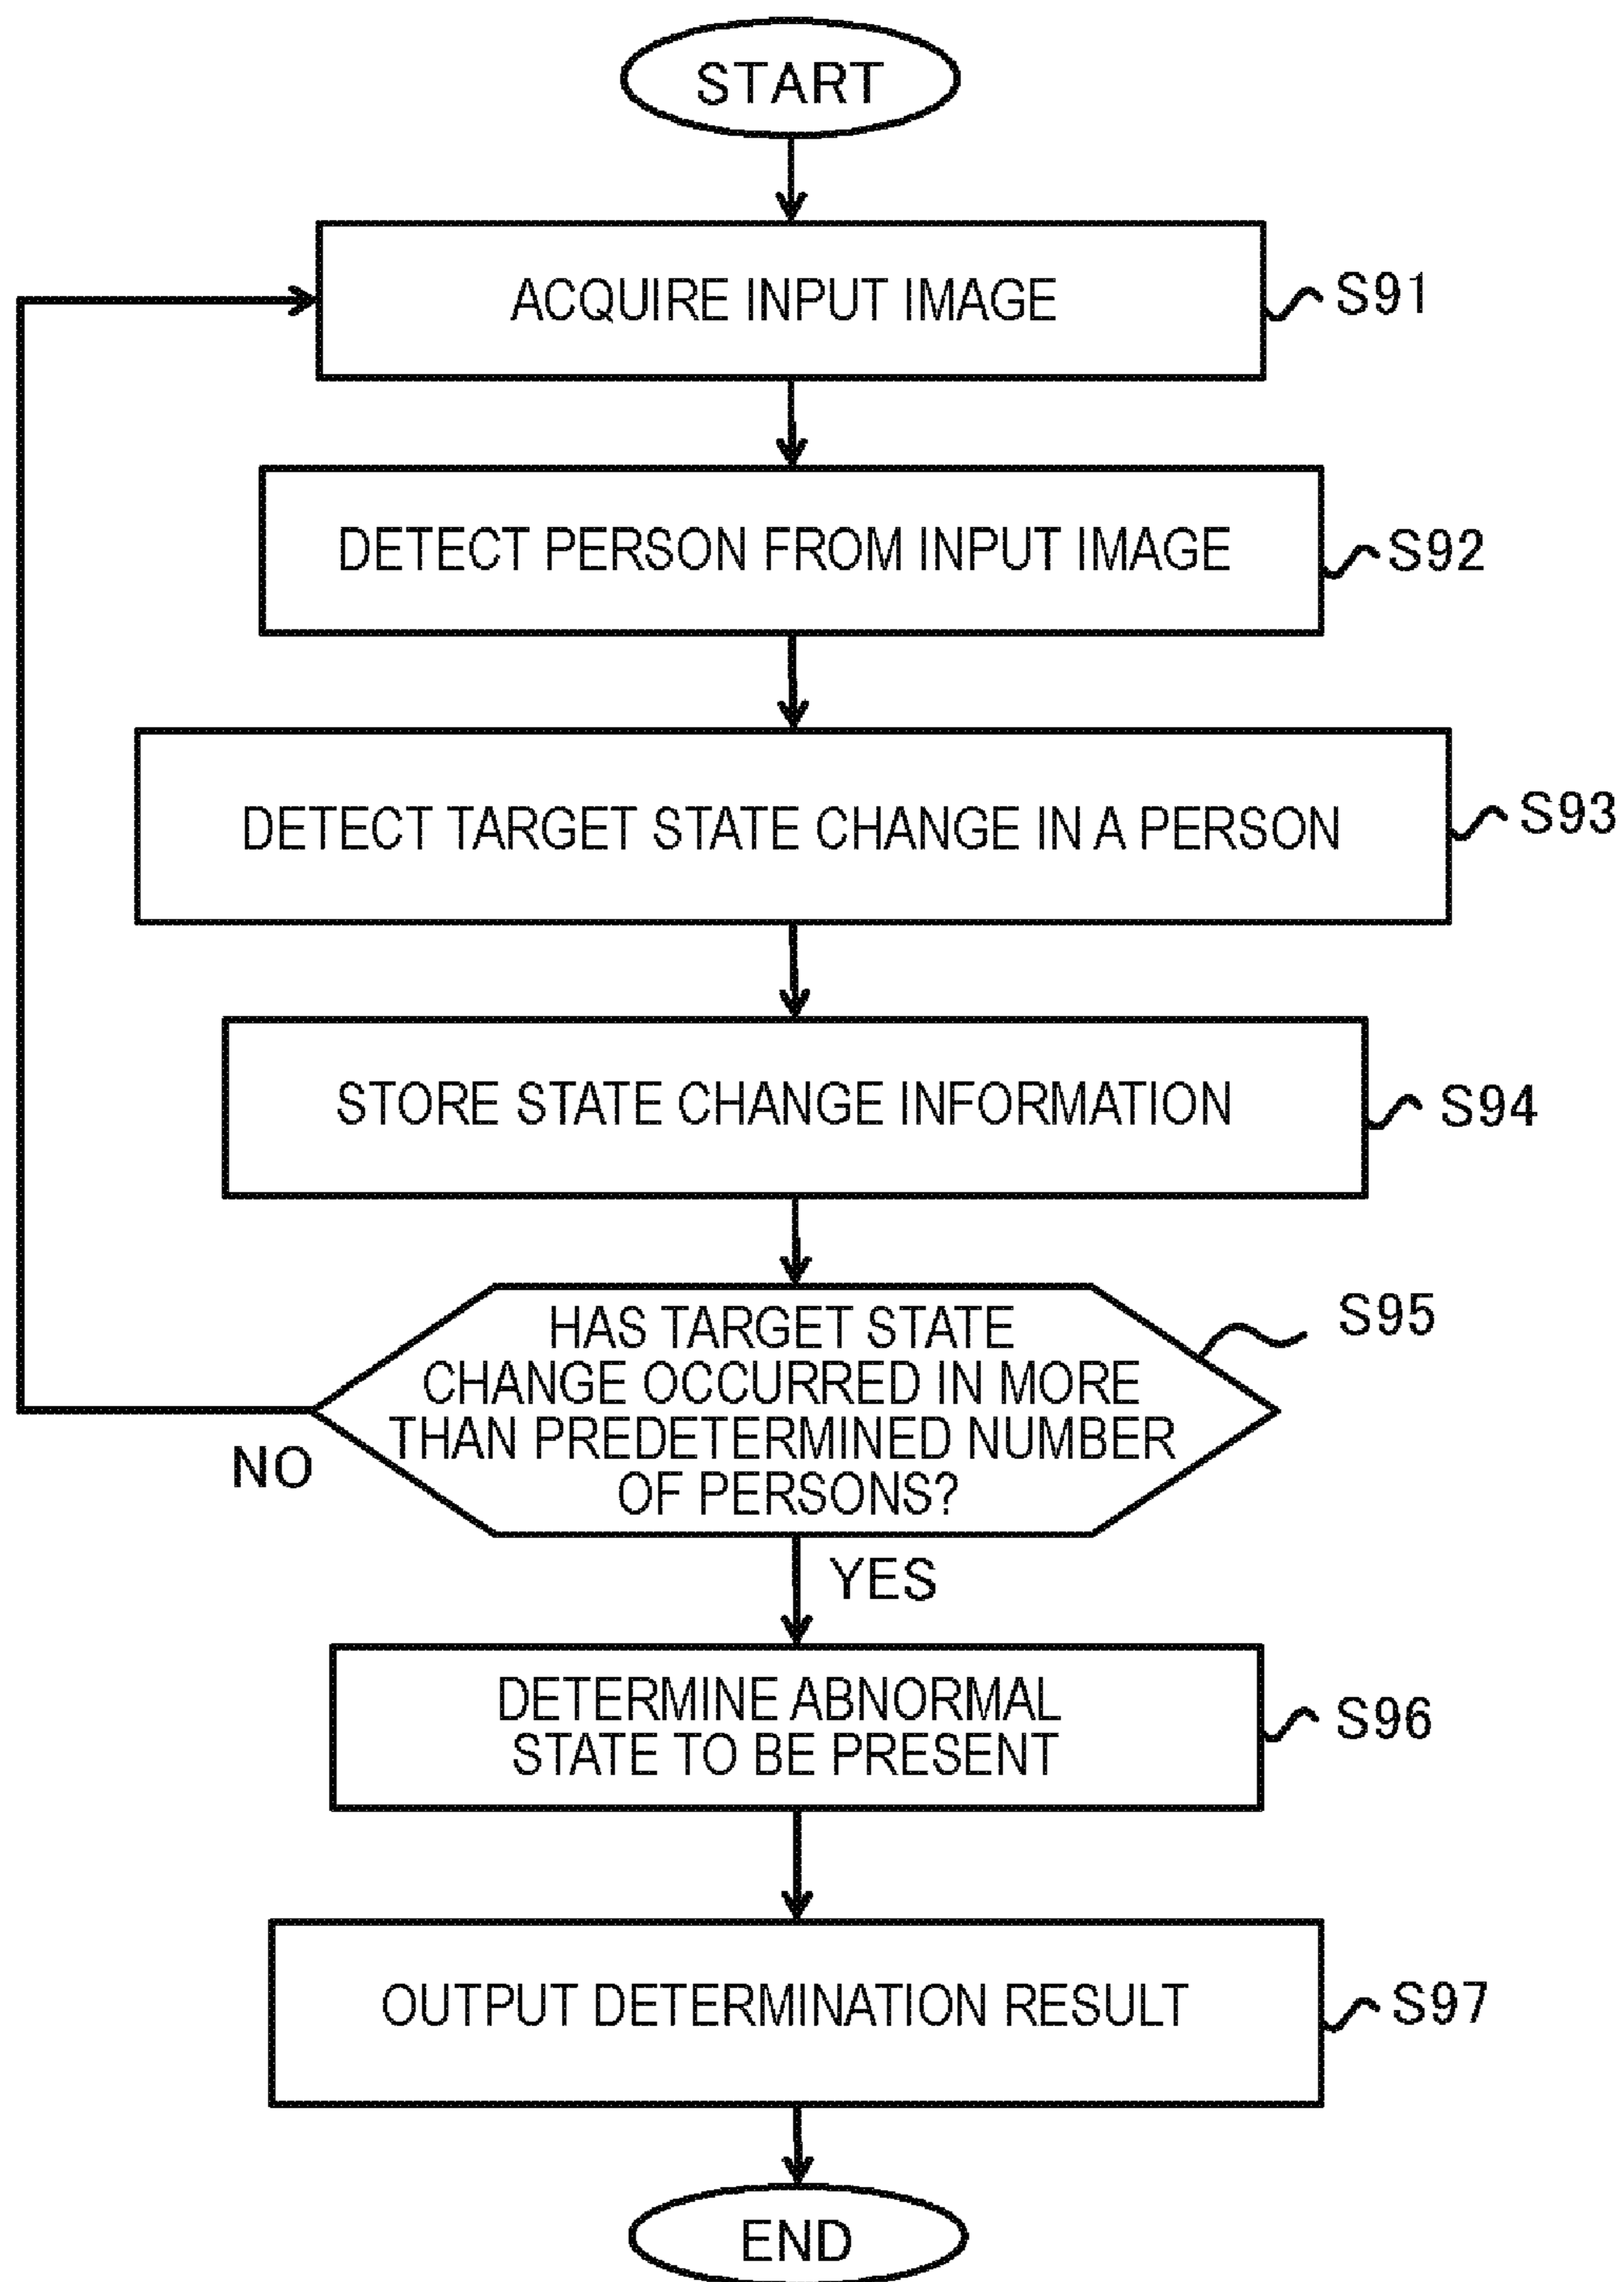 START
ACQUIRE INPUT IMAGE
S91
DETECT PERSON FROM INPUT IMAGE
S92
DETECT TARGET STATE CHANGE IN A PERSON
S93
STORE STATE CHANGE INFORMATION
S94
HAS TARGET STATE
CHANGE OCCURRED IN MORE
THAN PREDETERMINED NUMBER
OF PERSONS?
S95
NO
YES
DETERMINE ABNORMAL
STATE TO BE PRESENT
S96
OUTPUT DETERMINATION RESULT
S97
END